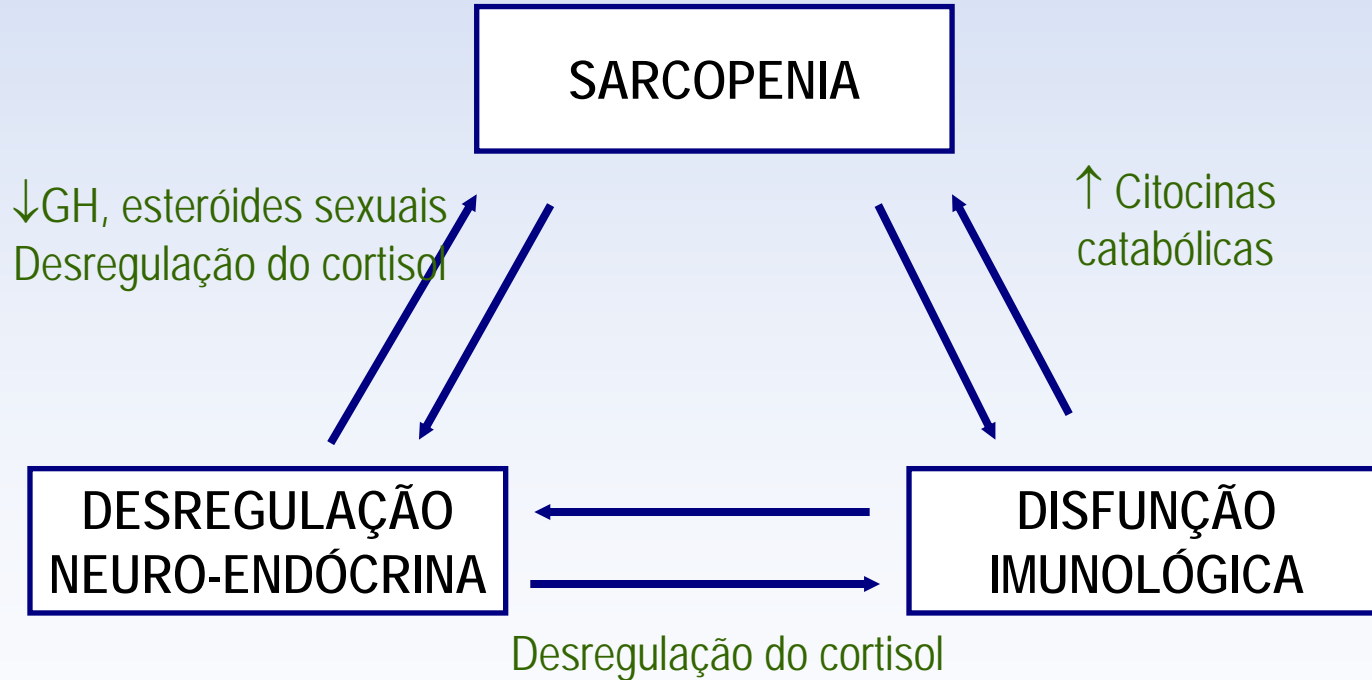 SARCOPENIA
↓GH, esteróides sexuais
Desregulação do cortisol
↑ Citocinas
catabólicas
DESREGULAÇÃO
NEURO-ENDÓCRINA
DISFUNÇÃO
IMUNOLÓGICA
Desregulação do cortisol